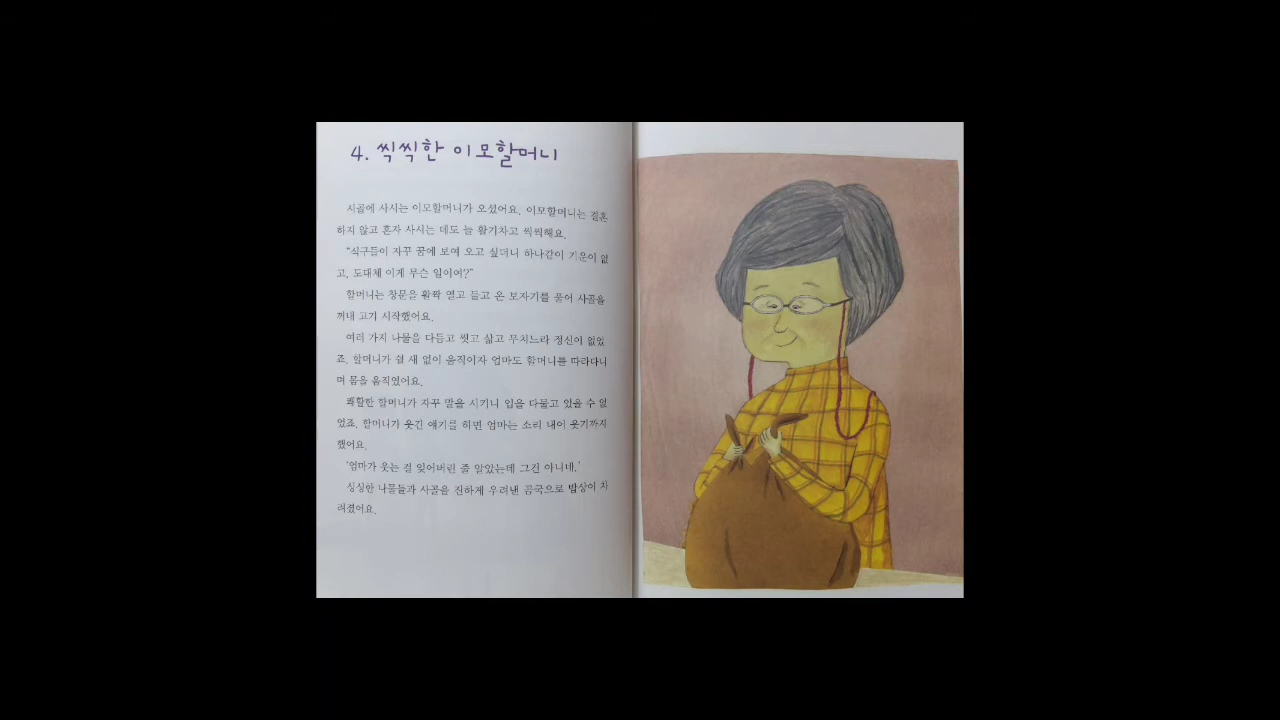 4. 씩씩한 이모할머니
시골에 사시는 이모할머니가 오셨어요. 이모할머니는 결혼
하지 않고 혼자 사시는 데도 늘 활기차고 씩씩해요.
“식구들이 자꾸 꿈에 보여 오고 싶더니 하나같이 기운이 없
고, 도대체 이게 무슨 일이여?”
할머니는 창문을 활짝 열고 들고 온 보자기를 풀어 사골을
꺼내 고기 시작했어요.
여러 가지 나물을 다듬고 씻고 삶고 무치느라 정신이 없었
죠. 할머니가 쉴 새 없이 움직이자 엄마도 할머니를 따라다니
며 몸을 움직였어요.
쾌활한 할머니가 자꾸 말을 시키니 입을 다물고 있을 수 없
었죠. 할머니가 웃긴 얘기를 하면 엄마는 소리 내어 웃기까지
했어요.
‘엄마가 웃는 걸 잊어버린 줄 알았는데 그건 아니네.’
싱싱한 나물들과 사골을 진하게 우려낸 곰국으로 밥상이 차
려졌어요.